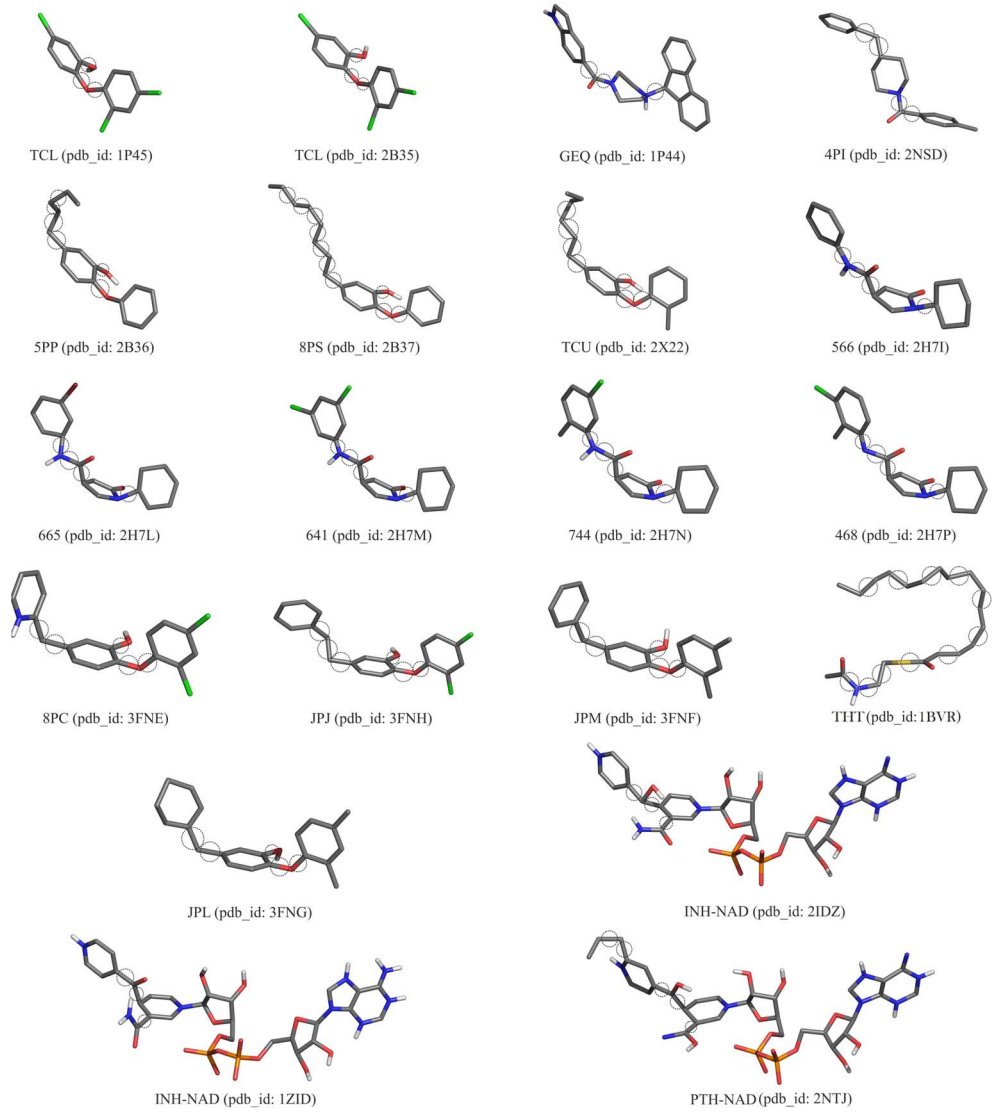 TCL (pdb_id: 1P45)
TCL (pdb_id: 2B35)
GEQ (pdb_id: 1P44)
4PI (pdb_id: 2NSD)
5PP (pdb_id: 2B36)
8PS (pdb_id: 2B37)
TCU (pdb_id: 2X22)
566 (pdb_id: 2H7I)
665 (pdb_id: 2H7L)
641 (pdb_id: 2H7M)
744 (pdb_id: 2H7N)
468 (pdb_id: 2H7P)
8PC (pdb_id: 3FNE)
JPJ (pdb_id: 3FNH)
JPM (pdb_id: 3FNF)
THT (pdb_id:1BVR)
JPL (pdb_id: 3FNG)
INH-NAD (pdb_id: 2IDZ)
INH-NAD (pdb_id: 1ZID)
PTH-NAD (pdb_id: 2NTJ)